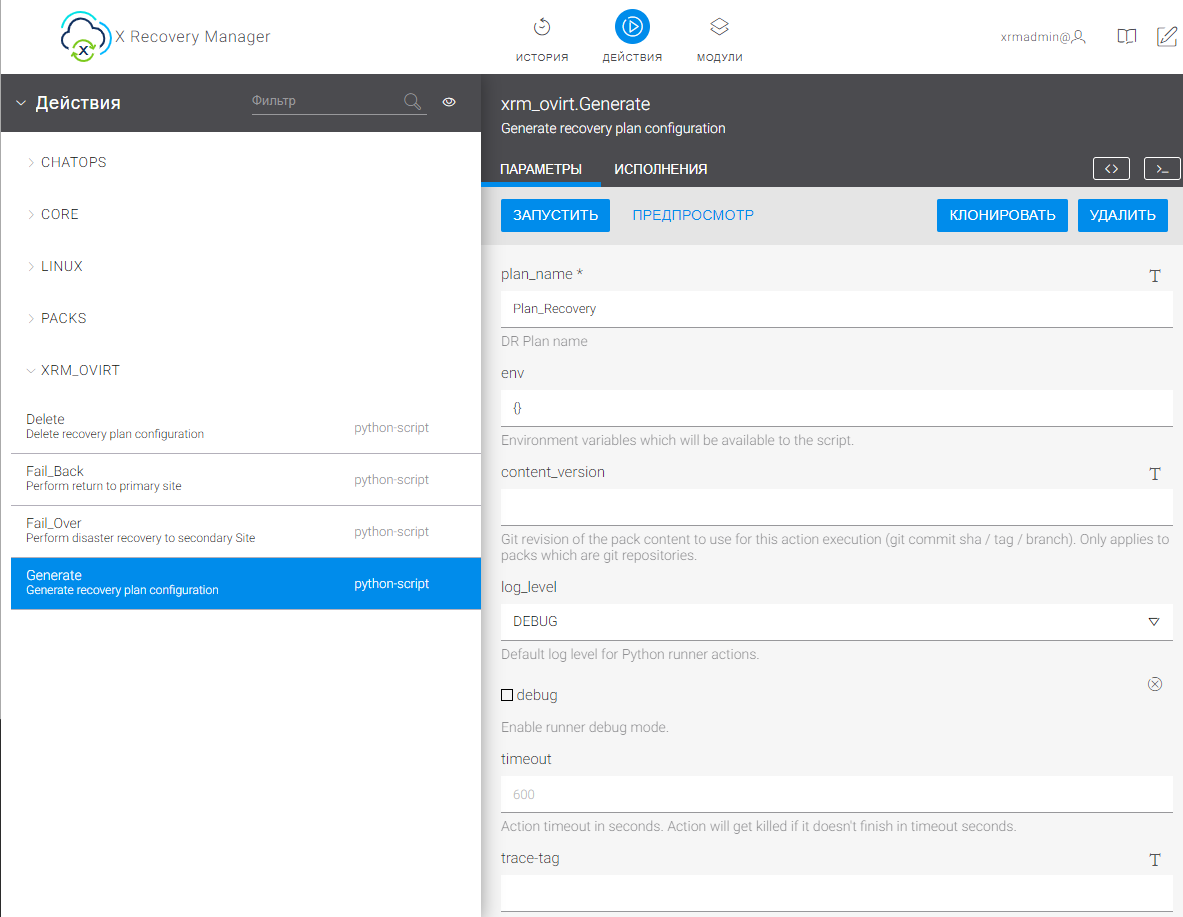 X Recovery Manager
ИСТОРИЯ
ДЕЙСТВИЯ
МОДУЛИ
xrmadmin@
Действия
Фильтр
CHATOPS
CORE
LINUX
PACKS
XRM_OVIRT
Delete
Delete recovery plan configuration
python-script
Fail_Back
Perform return to primary site
python-script
Fail_Over
Perform disaster recovery to secondary Site
python-script
Generate
Generate recovery plan configuration
python-script
xrm_ovirt.Generate
Generate recovery plan configuration
ПАРАМЕТРЫ
ИСПОЛНЕНИЯ
ЗАПУСТИТЬ
ПРЕДПРОСМОТР
КЛОНИРОВАТЬ
УДАЛИТЬ
plan_name *
Plan_Recovery
DR Plan name
env
{}
Environment variables which will be available to the script.
content_version
Git revision of the pack content to use for this action execution (git commit sha / tag / branch). Only applies to
packs which are git repositories.
log_level
DEBUG
Default log level for Python runner actions.
debug
Enable runner debug mode.
timeout
600
Action timeout in seconds. Action will get killed if it doesn't finish in timeout seconds.
trace-tag